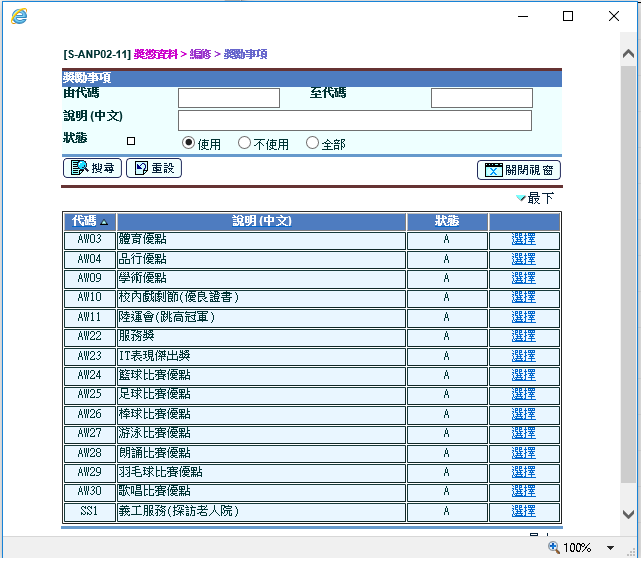 [S-ANP02-11] 獎懲資料 > 編修 > 獎勵事項
獎勵事項
由代碼 至代碼
說明 (中文)
狀態 使用 不使用 全部
搜尋 重設 關閉視窗
最下
代碼 說明 (中文) 狀態
AW03 體育優點 A 選擇
AW04 品行優點 A 選擇
AW09 學術優點 A 選擇
AW10 校內戲劇節(優良證書) A 選擇
AW11 陸運會(跳高冠軍) A 選擇
AW22 服務獎 A 選擇
AW23 IT表現傑出獎 A 選擇
AW24 籃球比賽優點 A 選擇
AW25 足球比賽優點 A 選擇
AW26 棒球比賽優點 A 選擇
AW27 游泳比賽優點 A 選擇
AW28 朗誦比賽優點 A 選擇
AW29 羽毛球比賽優點 A 選擇
AW30 歌唱比賽優點 A 選擇
SS1 義工服務(探訪老人院) A 選擇
100%